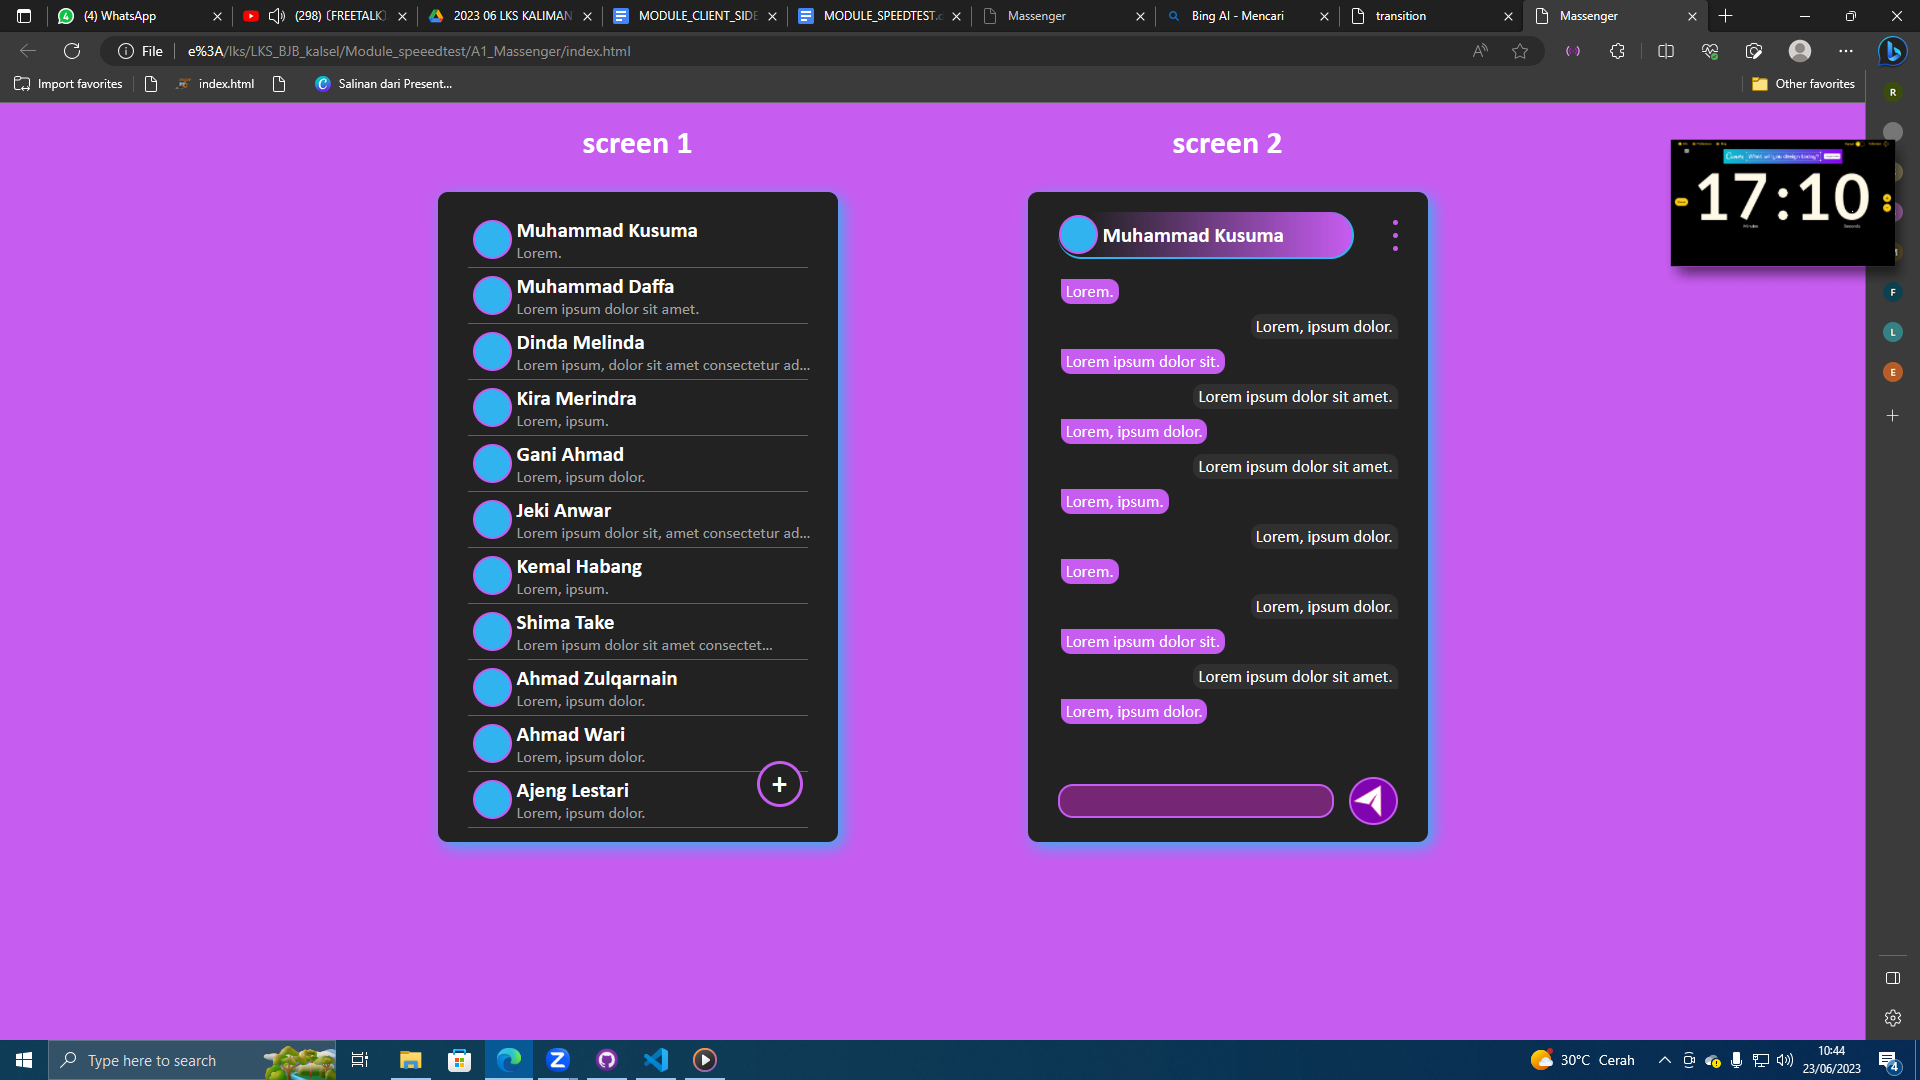 (4) WhatsApp
(298) [FREETALK]
2023 06 LKS KALIMAN
MODULE_CLIENT_SIDE
MODULE_SPEEDTEST.c
Massenger
Bing AI - Mencari
transition
Massenger
File
e%3A/lks/LKS_BJB_kalsel/Module_speeedtest/A1_Massenger/index.html
Import favorites
index.html
Salinan dari Present...
Other favorites
screen 1
Muhammad Kusuma
Lorem.
Muhammad Daffa
Lorem ipsum dolor sit amet.
Dinda Melinda
Lorem ipsum, dolor sit amet consectetur ad...
Kira Merindra
Lorem, ipsum.
Gani Ahmad
Lorem, ipsum dolor.
Jeki Anwar
Lorem ipsum dolor sit, amet consectetur ad...
Kemal Habang
Lorem, ipsum.
Shima Take
Lorem ipsum dolor sit amet consectet...
Ahmad Zulqarnain
Lorem, ipsum dolor.
Ahmad Wari
Lorem, ipsum dolor.
Ajeng Lestari
Lorem, ipsum dolor.
+
screen 2
Muhammad Kusuma
Lorem.
Lorem, ipsum dolor.
Lorem ipsum dolor sit.
Lorem ipsum dolor sit amet.
Lorem, ipsum dolor.
Lorem ipsum dolor sit amet.
Lorem, ipsum.
Lorem, ipsum dolor.
Lorem.
Lorem, ipsum dolor.
Lorem ipsum dolor sit.
Lorem ipsum dolor sit amet.
Lorem, ipsum dolor.
What will you design today?
17:10
Minutes
Seconds
R
M
F
L
E
Type here to search
30°C Cerah
10:44
23/06/2023
4